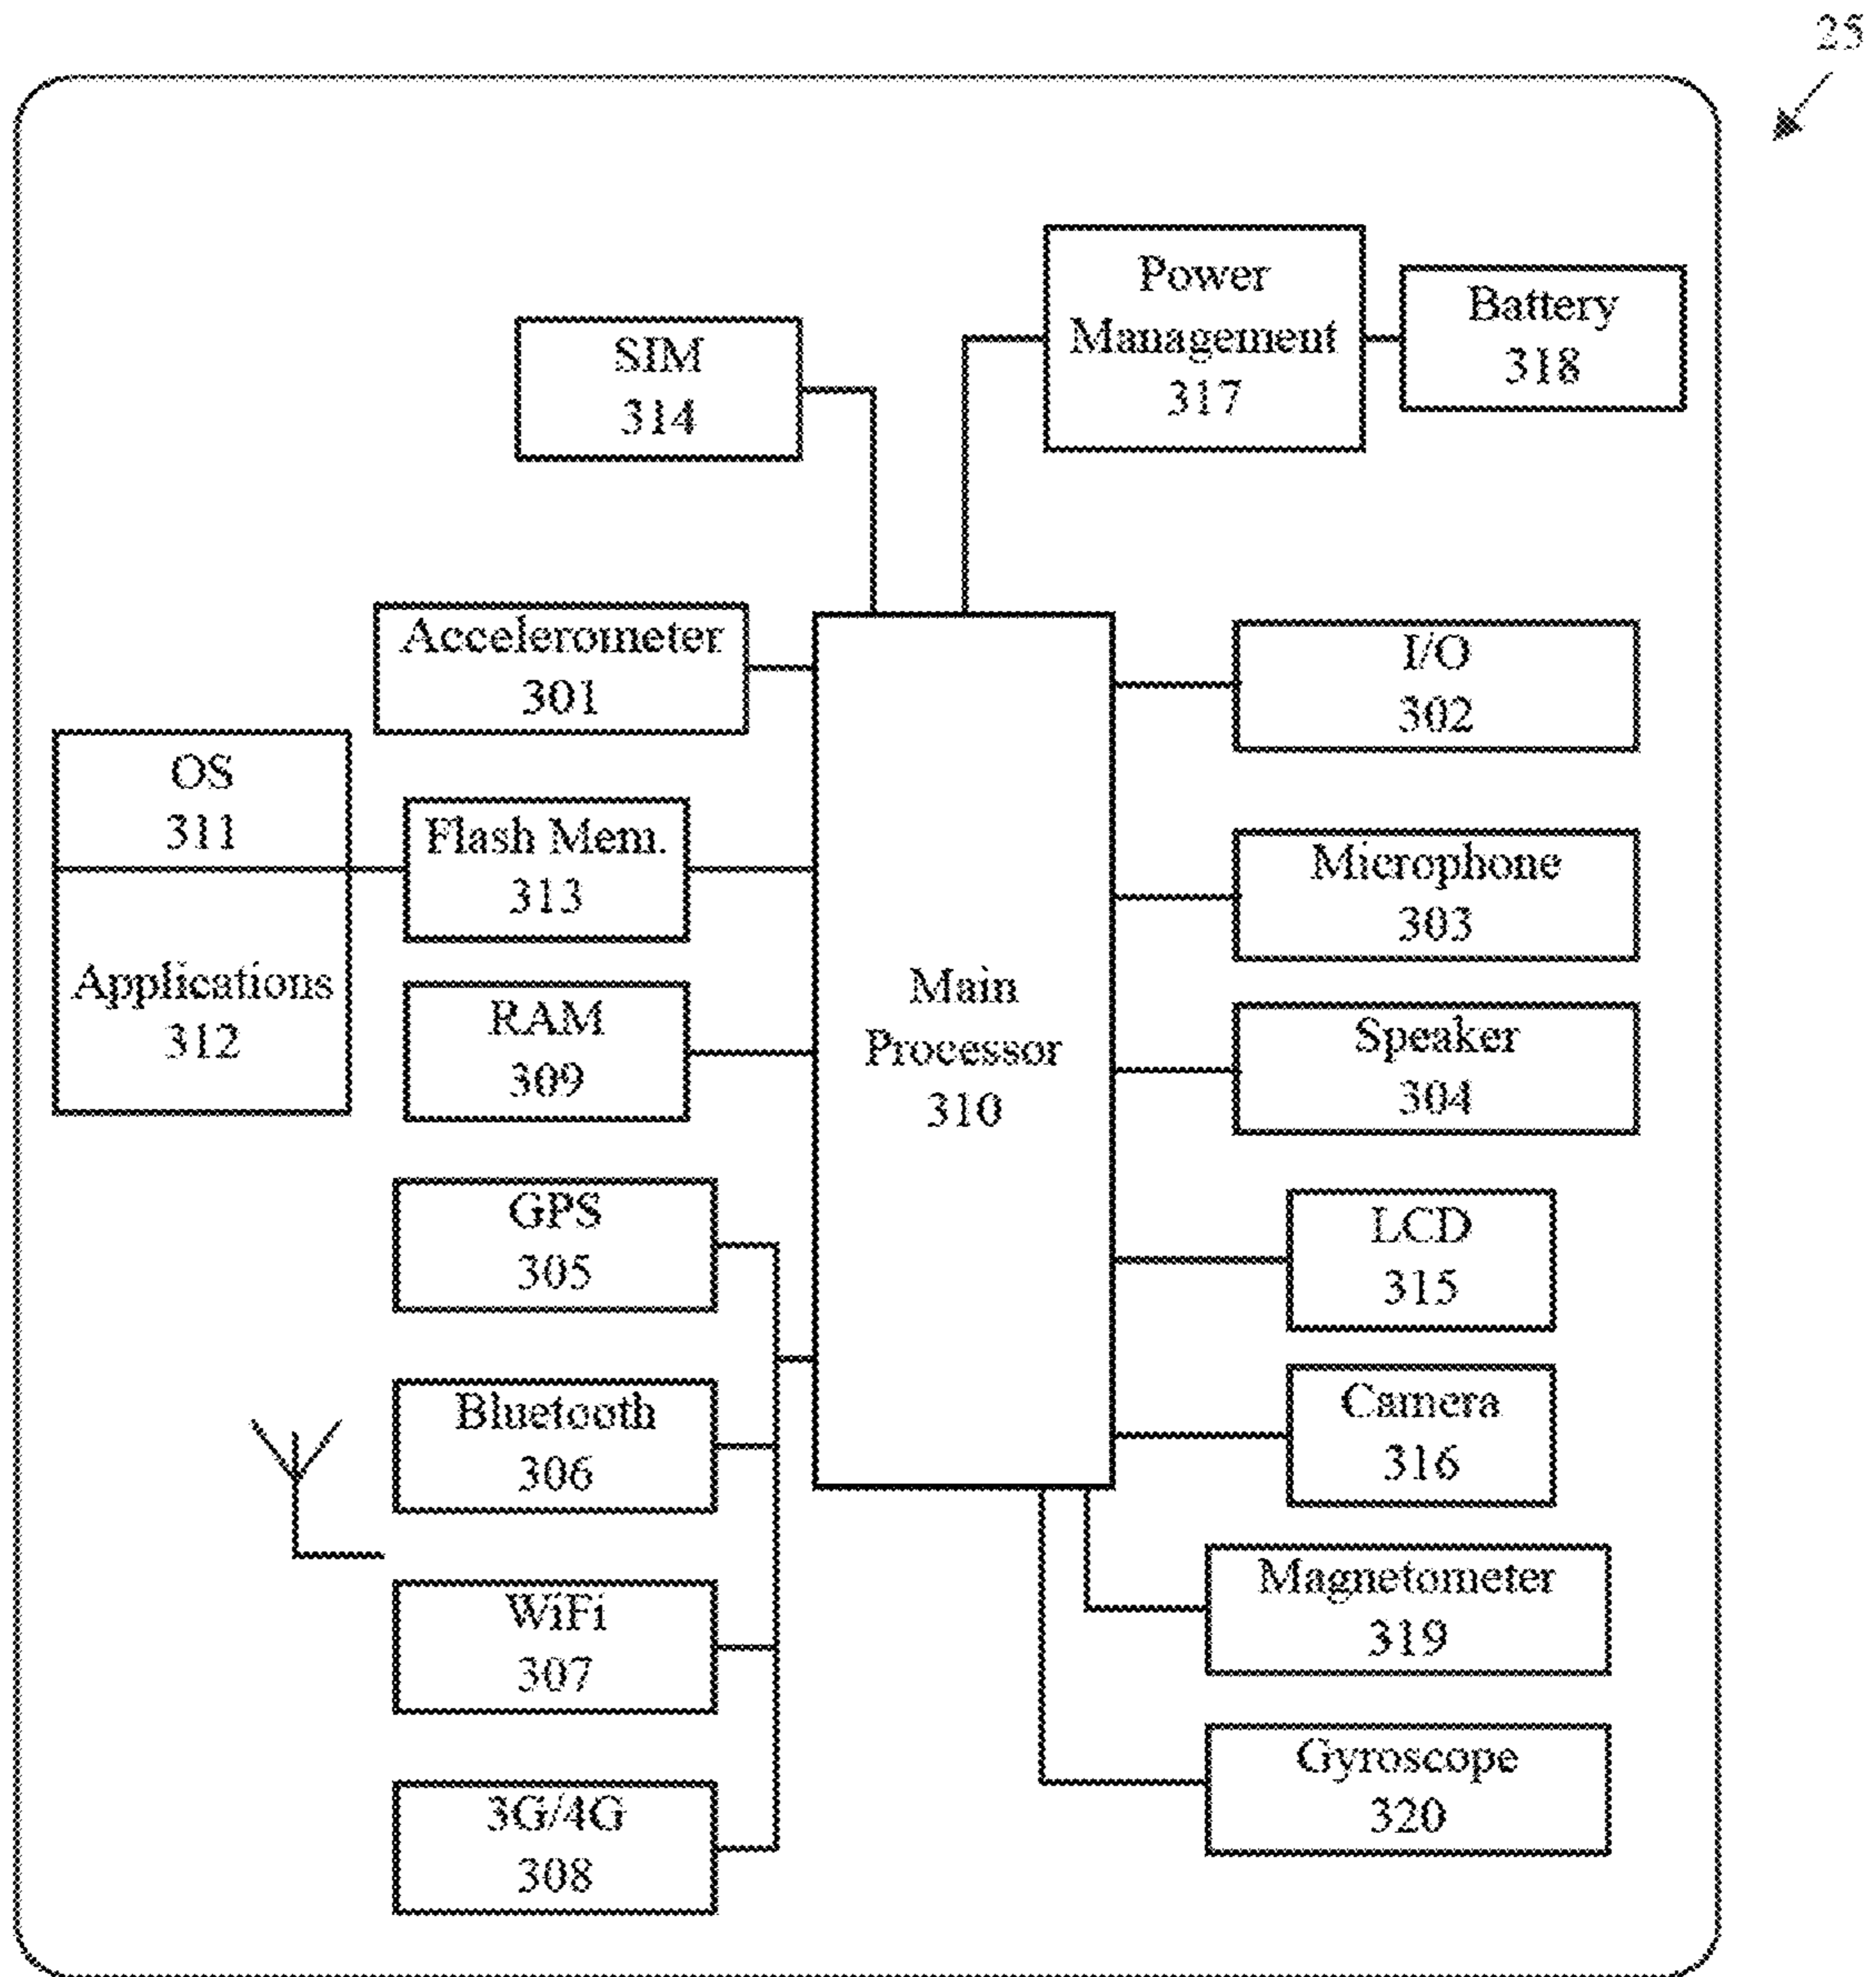 25
Power
Management
317
Battery
318
SIM
314
Accelerometer
301
I/O
302
OS
311
Flash Mem.
313
Microphone
303
Applications
312
RAM
309
Main
Processor
310
Speaker
304
GPS
305
LCD
315
Bluetooth
306
Camera
316
WiFi
307
Magnetometer
319
3G/4G
308
Gyroscope
320